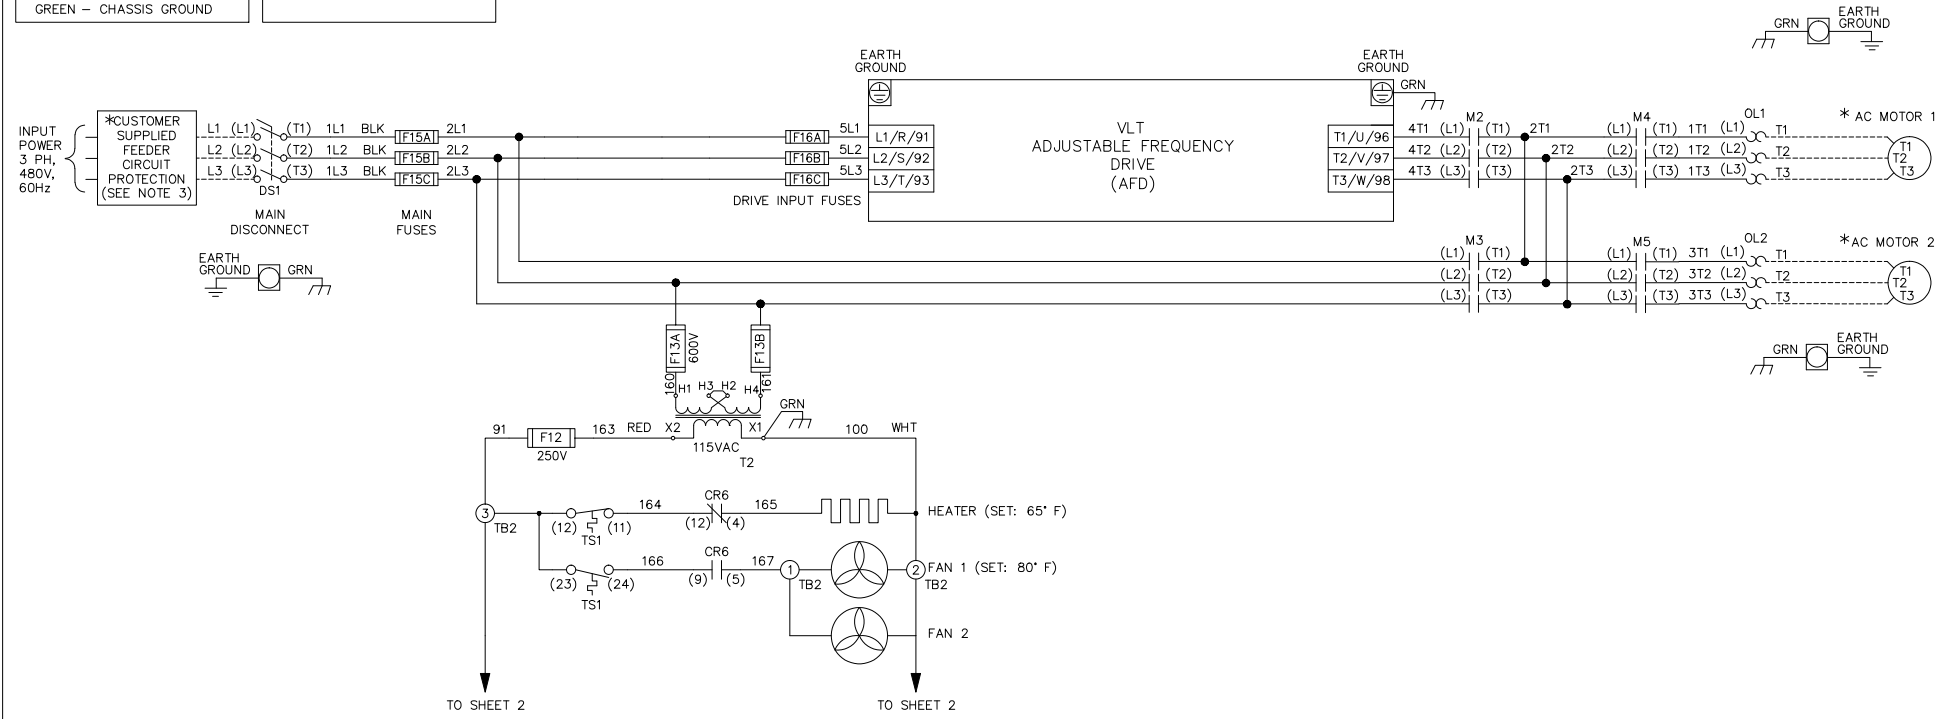 GREEN – CHASSIS GROUND
EARTH
GROUND
GRN
EARTH
GROUND
EARTH
GROUND
GRN
INPUT
POWER
3 PH,
480V,
60Hz
*CUSTOMER
SUPPLIED
FEEDER
CIRCUIT
PROTECTION
(SEE NOTE 3)
L1 (L1) (T1) 1L1 BLK F15A 2L1
L2 (L2) (T2) 1L2 BLK F15B 2L2
L3 (L3) (T3) 1L3 BLK F15C 2L3
DS1
MAIN
DISCONNECT
MAIN
FUSES
F16A 5L1 L1/R/91
F16B 5L2 L2/S/92
F16C 5L3 L3/T/93
DRIVE INPUT FUSES
VLT
ADJUSTABLE FREQUENCY
DRIVE
(AFD)
T1/U/96 4T1 (L1) M2 (T1) 2T1 (L1) M4 (T1) 1T1 (L1) OL1 T1
T2/V/97 4T2 (L2) (T2) 2T2 (L2) (T2) 1T2 (L2) T2
T3/W/98 4T3 (L3) (T3) 2T3 (L3) (T3) 1T3 (L3) T3
* AC MOTOR 1
T1
T2
T3
GRN
EARTH
GROUND
EARTH
GROUND
GRN
(L1) M3 (T1) (L1) M5 (T1) 3T1 (L1) OL2 T1
(L2) (T2) (L2) (T2) 3T2 (L2) T2
(L3) (T3) (L3) (T3) 3T3 (L3) T3
*AC MOTOR 2
T1
T2
T3
GRN
EARTH
GROUND
F13A
600V
F13B
160
H1 H3 H2 H4
161
GRN
91 F12 163 RED X2 X1 100 WHT
250V
115VAC
T2
3
TB2
(12) (11) 164 CR6 (12) (4) 165
TS1
HEATER (SET: 65° F)
(23) (24) 166 CR6 (9) (5) 167 1 TB2
TS1
2
TB2
FAN 1 (SET: 80° F)
FAN 2
TO SHEET 2
TO SHEET 2